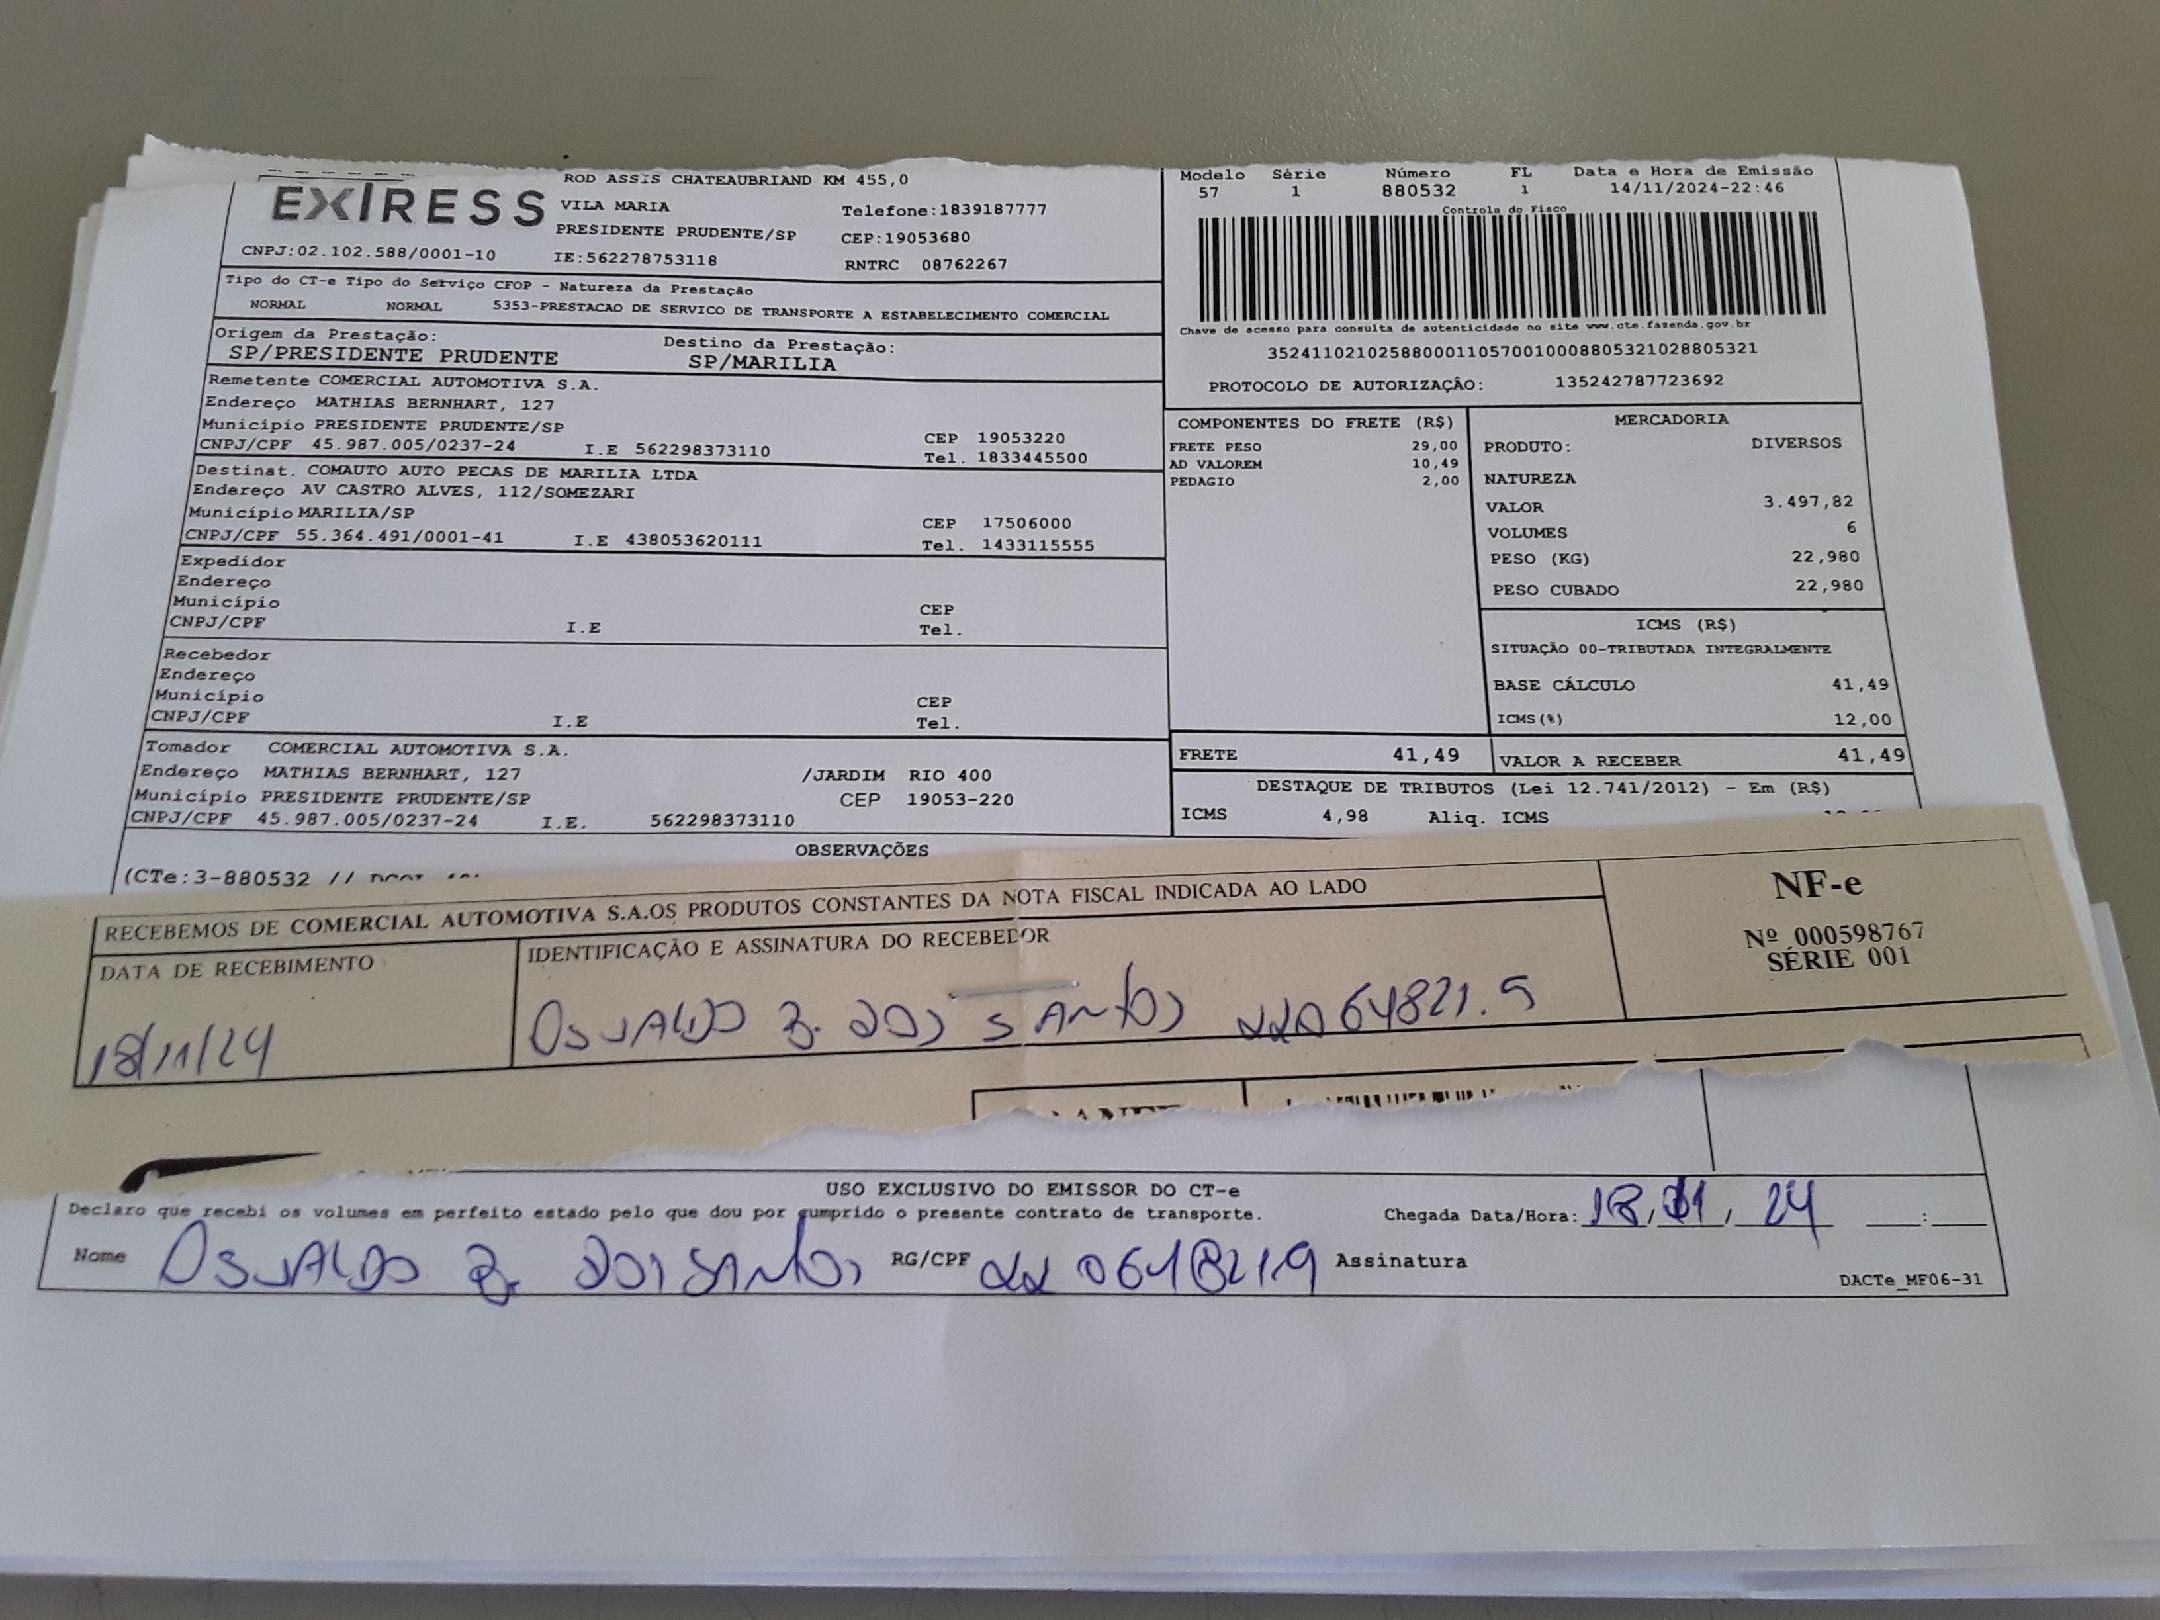 EXIRESS
ROD ASSIS CHATEAUBRIAND KM 455,0
VILA MARIA Telefone:1839187777
PRESIDENTE PRUDENTE/SP CEP:19053680
CNPJ:02.102.588/0001-10 IE:562278753118 RNTRC 08762267
Modelo Série Número FL Data e Hora de Emissão
57 1 880532 1 14/11/2024-22:46
Controle do Fisco
Chave de acesso para consulta de autenticidade no site www.cte.fazenda.gov.br
35241102102588000110570010008805321028805321
PROTOCOLO DE AUTORIZAÇÃO: 135242787723692
Tipo do CT-e Tipo do Serviço CFOP - Natureza da Prestação
NORMAL NORMAL 5353-PRESTACAO DE SERVICO DE TRANSPORTE A ESTABELECIMENTO COMERCIAL
Origem da Prestação: Destino da Prestação:
SP/PRESIDENTE PRUDENTE SP/MARILIA
Remetente COMERCIAL AUTOMOTIVA S.A.
Endereço MATHIAS BERNHART, 127
Município PRESIDENTE PRUDENTE/SP CEP 19053220
CNPJ/CPF 45.987.005/0237-24 I.E 562298373110 Tel. 1833445500
Destinat. COMAUTO AUTO PECAS DE MARILIA LTDA
Endereço AV CASTRO ALVES, 112/SOMEZARI
Município MARILIA/SP CEP 17506000
CNPJ/CPF 55.364.491/0001-41 I.E 438053620111 Tel. 1433115555
Expedidor
Endereço
Município CEP
CNPJ/CPF I.E Tel.
Recebedor
Endereço
Município CEP
CNPJ/CPF I.E Tel.
Tomador COMERCIAL AUTOMOTIVA S.A.
Endereço MATHIAS BERNHART, 127 /JARDIM RIO 400
Município PRESIDENTE PRUDENTE/SP CEP 19053-220
CNPJ/CPF 45.987.005/0237-24 I.E. 562298373110
COMPONENTES DO FRETE (R$)
FRETE PESO 29,00
AD VALOREM 10,49
PEDAGIO 2,00
MERCADORIA
PRODUTO: DIVERSOS
NATUREZA
VALOR 3.497,82
VOLUMES 6
PESO (KG) 22,980
PESO CUBADO 22,980
ICMS (R$)
SITUAÇÃO 00-TRIBUTADA INTEGRALMENTE
BASE CÁLCULO 41,49
ICMS(%) 12,00
FRETE 41,49 VALOR A RECEBER 41,49
DESTAQUE DE TRIBUTOS (Lei 12.741/2012) - Em (R$)
ICMS 4,98 Aliq. ICMS
OBSERVAÇÕES
(CTe:3-880532 //
RECEBEMOS DE COMERCIAL AUTOMOTIVA S.A.OS PRODUTOS CONSTANTES DA NOTA FISCAL INDICADA AO LADO
DATA DE RECEBIMENTO IDENTIFICAÇÃO E ASSINATURA DO RECEBEDOR
18/11/24 OSVALDO B. DOS SANTOS
NF-e
Nº 000598767
SÉRIE 001
USO EXCLUSIVO DO EMISSOR DO CT-e
Declaro que recebi os volumes em perfeito estado pelo que dou por cumprido o presente contrato de transporte. Chegada Data/Hora: 18, 11, 24 :
Nome OSVALDO B. DOS SANTOS RG/CPF Assinatura
DACTe_MF06-31